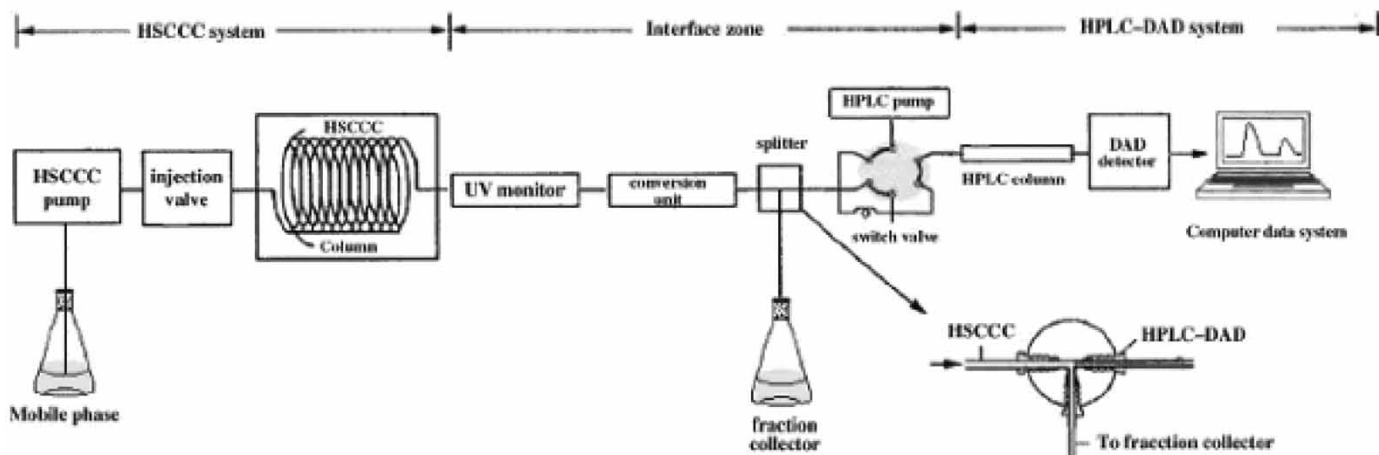 HSCCC system
Interface zone
HPLC-DAD system
HSCCC
pump
injection
valve
HSCCC
Column
UV monitor
conversion
unit
splitter
HPLC pump
switch valve
HPLC column
DAD
detector
Computer data system
Mobile phase
fraction
collector
HSCCC
HPLC-DAD
To fracction collector